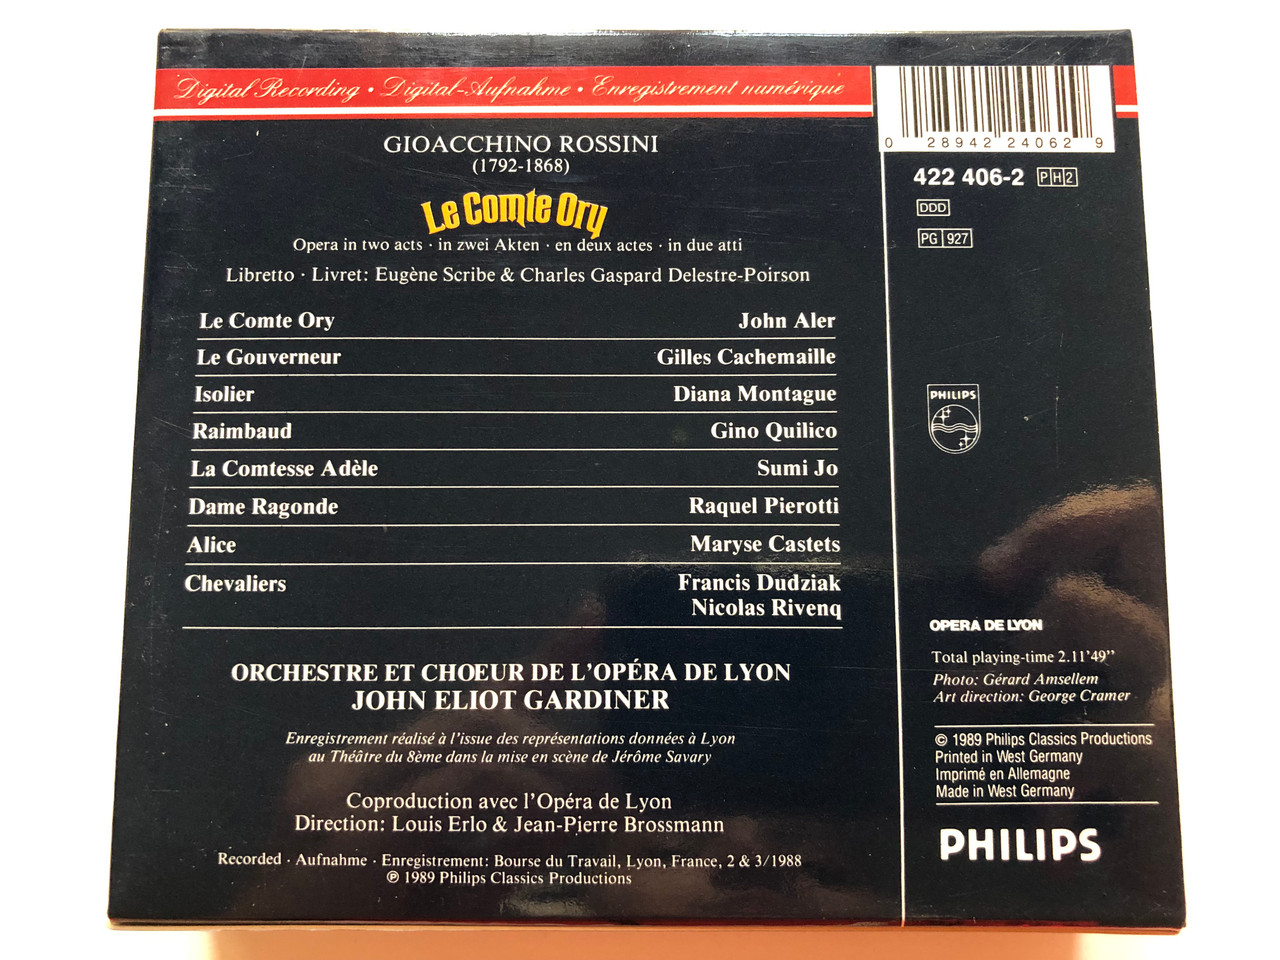 Digital Recording • Digital-Aufnahme • Enregistrement numérique
GIOACCHINO ROSSINI
(1792-1868)
Le Comte Ory
Opera in two acts · in zwei Akten · en deux actes · in due atti
Libretto · Livret: Eugène Scribe & Charles Gaspard Delestre-Poirson
Le Comte Ory John Aler
Le Gouverneur Gilles Cachemaille
Isolier Diana Montague
Raimbaud Gino Quilico
La Comtesse Adèle Sumi Jo
Dame Ragonde Raquel Pierotti
Alice Maryse Castets
Chevaliers Francis Dudziak
Nicolas Rivenq
ORCHESTRE ET CHOEUR DE L'OPÉRA DE LYON
JOHN ELIOT GARDINER
Enregistrement réalisé à l'issue des représentations données à Lyon
au Théâtre du 8ème dans la mise en scène de Jérôme Savary
Coproduction avec l'Opéra de Lyon
Direction: Louis Erlo & Jean-Pierre Brossmann
Recorded · Aufnahme · Enregistrement: Bourse du Travail, Lyon, France, 2 & 3/1988
℗ 1989 Philips Classics Productions
0 28942 24062 9
422 406-2 PH2
DDD
PG 927
PHILIPS
OPERA DE LYON
Total playing-time 2.11'49"
Photo: Gérard Amsellem
Art direction: George Cramer
© 1989 Philips Classics Productions
Printed in West Germany
Imprimé en Allemagne
Made in West Germany
PHILIPS